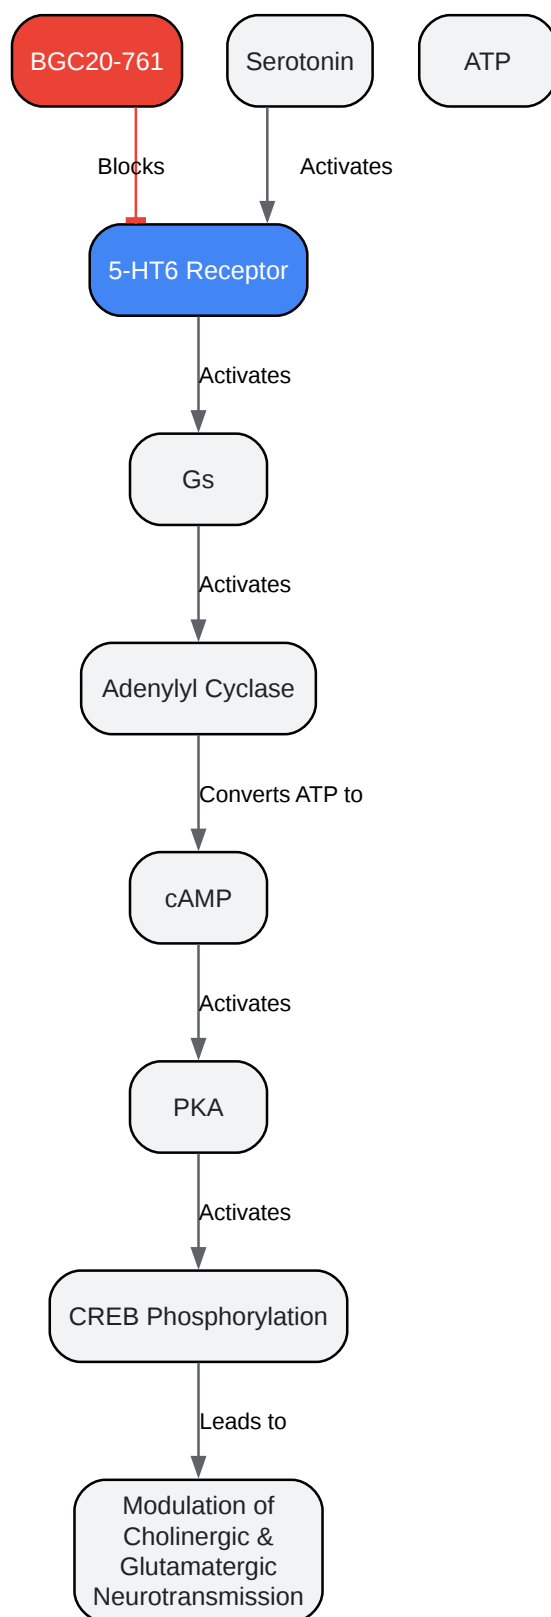 BGC20-761
Serotonin
ATP
Blocks
Activates
5-HT6 Receptor
Activates
Gs
Activates
Adenylyl Cyclase
Converts ATP to
cAMP
Activates
PKA
Activates
CREB Phosphorylation
Leads to
Modulation of
Cholinergic &
Glutamatergic
Neurotransmission